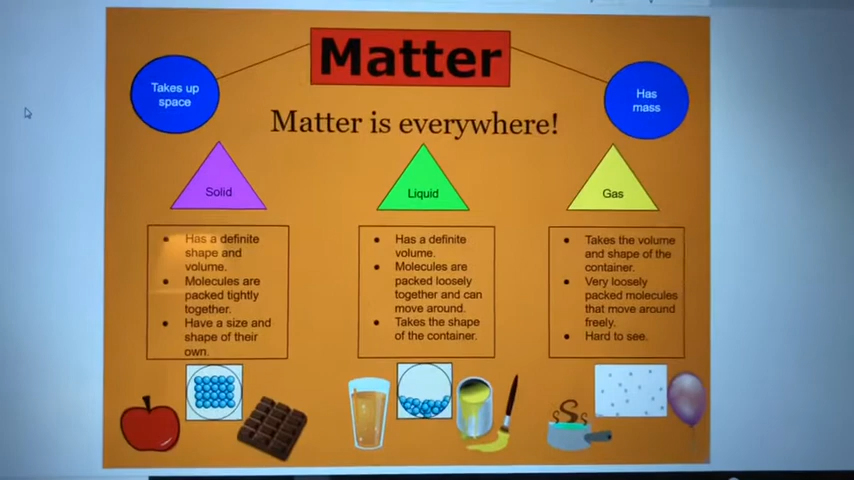 Matter
Takes up
space
Has
mass
Matter is everywhere!
Solid
Liquid
Gas
● Has a definite
shape and
volume.
● Molecules are
packed tightly
together.
● Have a size and
shape of their
own.
● Has a definite
volume.
● Molecules are
packed loosely
together and can
move around.
● Takes the shape
of the container.
● Takes the volume
and shape of the
container.
● Very loosely
packed molecules
that move around
freely.
● Hard to see.